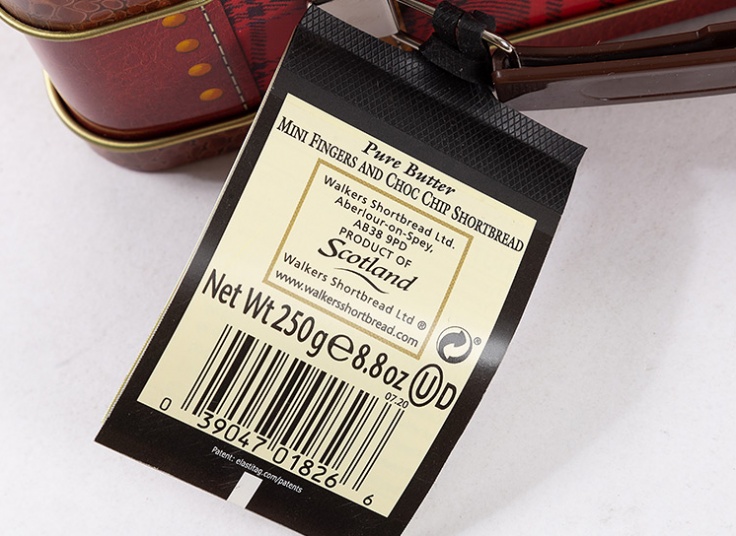 Pure Butter
MINI FINGERS AND CHOC CHIP SHORTBREAD
Walkers Shortbread Ltd.
Aberlour-on-Spey,
AB38 9PD
PRODUCT OF
Scotland
Walkers Shortbread Ltd ®
www.walkersshortbread.com
Net Wt 250g ℮ 8.8oz ®
UD
07.20
0 39047 01826 6
Patent: elastitag.com/patents